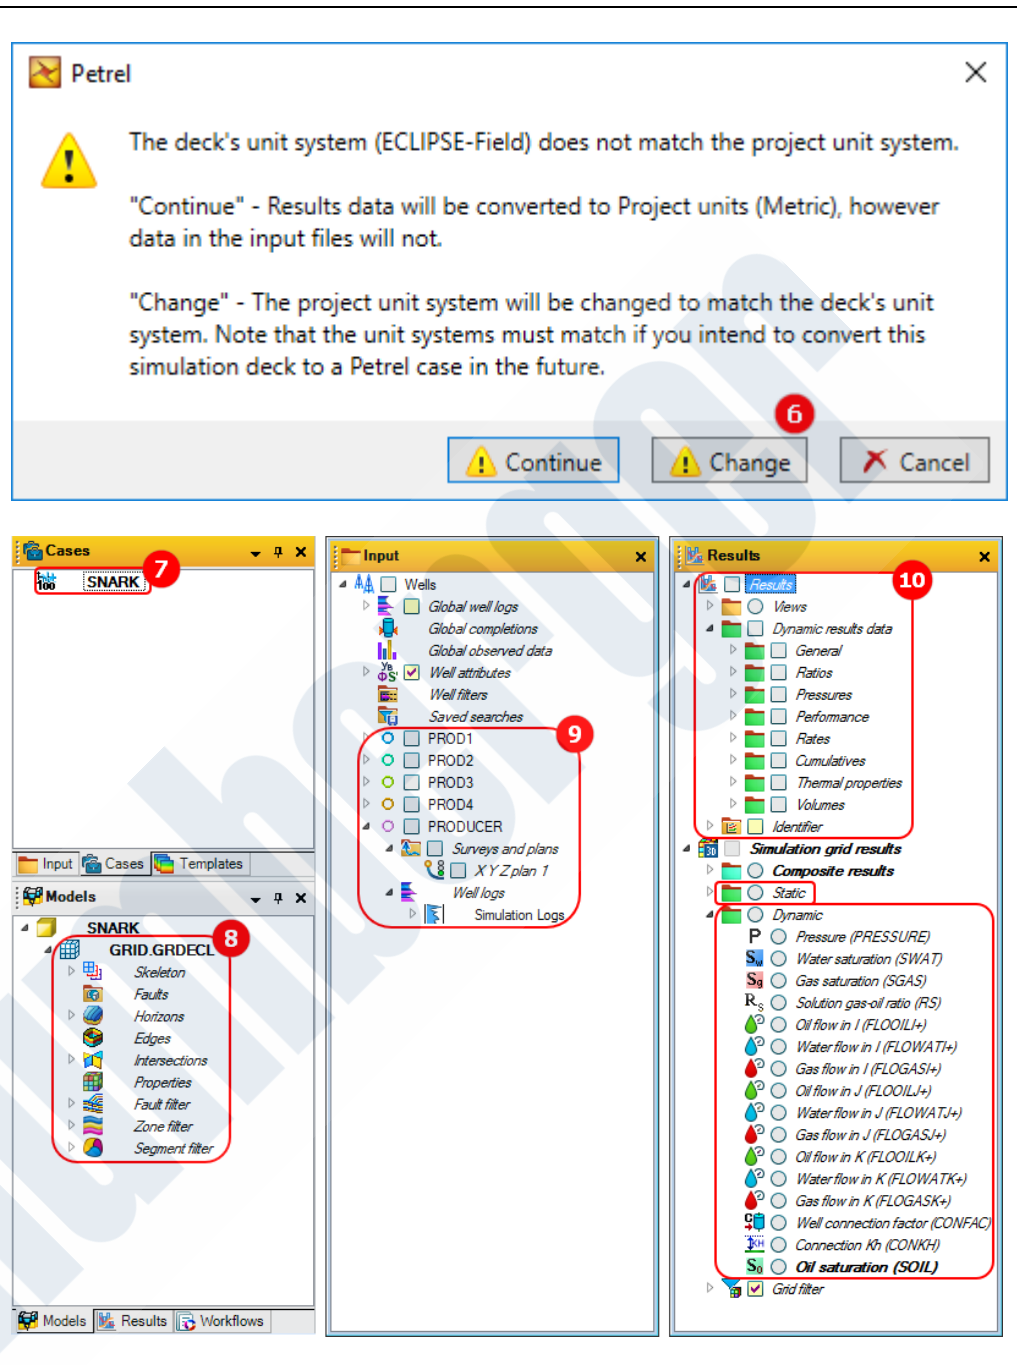 Petrel
The deck's unit system (ECLIPSE-Field) does not match the project unit system.
"Continue" - Results data will be converted to Project units (Metric), however
data in the input files will not.
"Change" - The project unit system will be changed to match the deck's unit
system. Note that the unit systems must match if you intend to convert this
simulation deck to a Petrel case in the future.
6
Continue
Change
Cancel
Cases
7
100
SNARK
Input
Cases
Templates
Models
SNARK
8
GRID.GRDECL
Skeleton
Faults
Horizons
Edges
Intersections
Properties
Fault filter
Zone filter
Segment filter
Models
Results
Workflows
Input
Wells
Global well logs
Global completions
Global observed data
Well attributes
Well filters
Saved searches
9
PROD1
PROD2
PROD3
PROD4
PRODUCER
Surveys and plans
X Y Z plan 1
Well logs
Simulation Logs
Results
10
Results
Views
Dynamic results data
General
Ratios
Pressures
Performance
Rates
Cumulatives
Thermal properties
Volumes
Identifier
3D
Simulation grid results
Composite results
Static
Dynamic
P Pressure (PRESSURE)
Sw Water saturation (SWAT)
Sg Gas saturation (SGAS)
Rs Solution gas-oil ratio (RS)
Oil flow in I (FLOOILI+)
Water flow in I (FLOWATI+)
Gas flow in I (FLOGASI+)
Oil flow in J (FLOOILJ+)
Water flow in J (FLOWATJ+)
Gas flow in J (FLOGASJ+)
Oil flow in K (FLOOILK+)
Water flow in K (FLOWATK+)
Gas flow in K (FLOGASK+)
Well connection factor (CONFAC)
KH Connection Kh (CONKH)
So Oil saturation (SOIL)
Grid filter